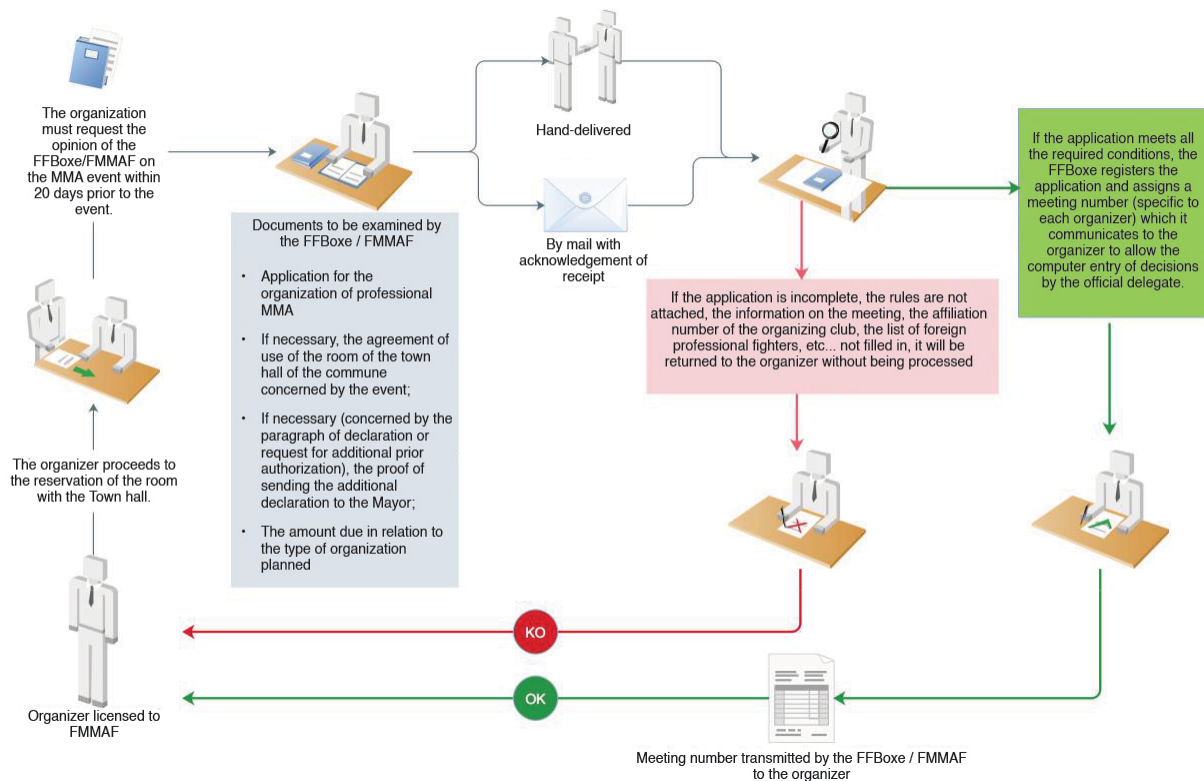 The organization
must request the
opinion of the
FFBoxe/FMMAF on
the MMA event within
20 days prior to the
event.
Hand-delivered
By mail with
acknowledgement of
receipt
If the application meets all
the required conditions, the
FFBoxe registers the
application and assigns a
meeting number (specific to
each organizer) which it
communicates to the
organizer to allow the
computer entry of decisions
by the official delegate.
Documents to be examined by
the FFBoxe / FMMAF
• Application for the
organization of professional
MMA
• If necessary, the agreement of
use of the room of the town
hall of the commune
concerned by the event;
• If necessary (concerned by the
paragraph of declaration or
request for additional prior
authorization), the proof of
sending the additional
declaration to the Mayor;
• The amount due in relation to
the type of organization
planned
If the application is incomplete, the rules are not
attached, the information on the meeting, the affiliation
number of the organizing club, the list of foreign
professional fighters, etc... not filled in, it will be
returned to the organizer without being processed
The organizer proceeds to
the reservation of the room
with the Town hall.
KO
OK
Organizer licensed to
FMMAF
Meeting number transmitted by the FFBoxe / FMMAF
to the organizer